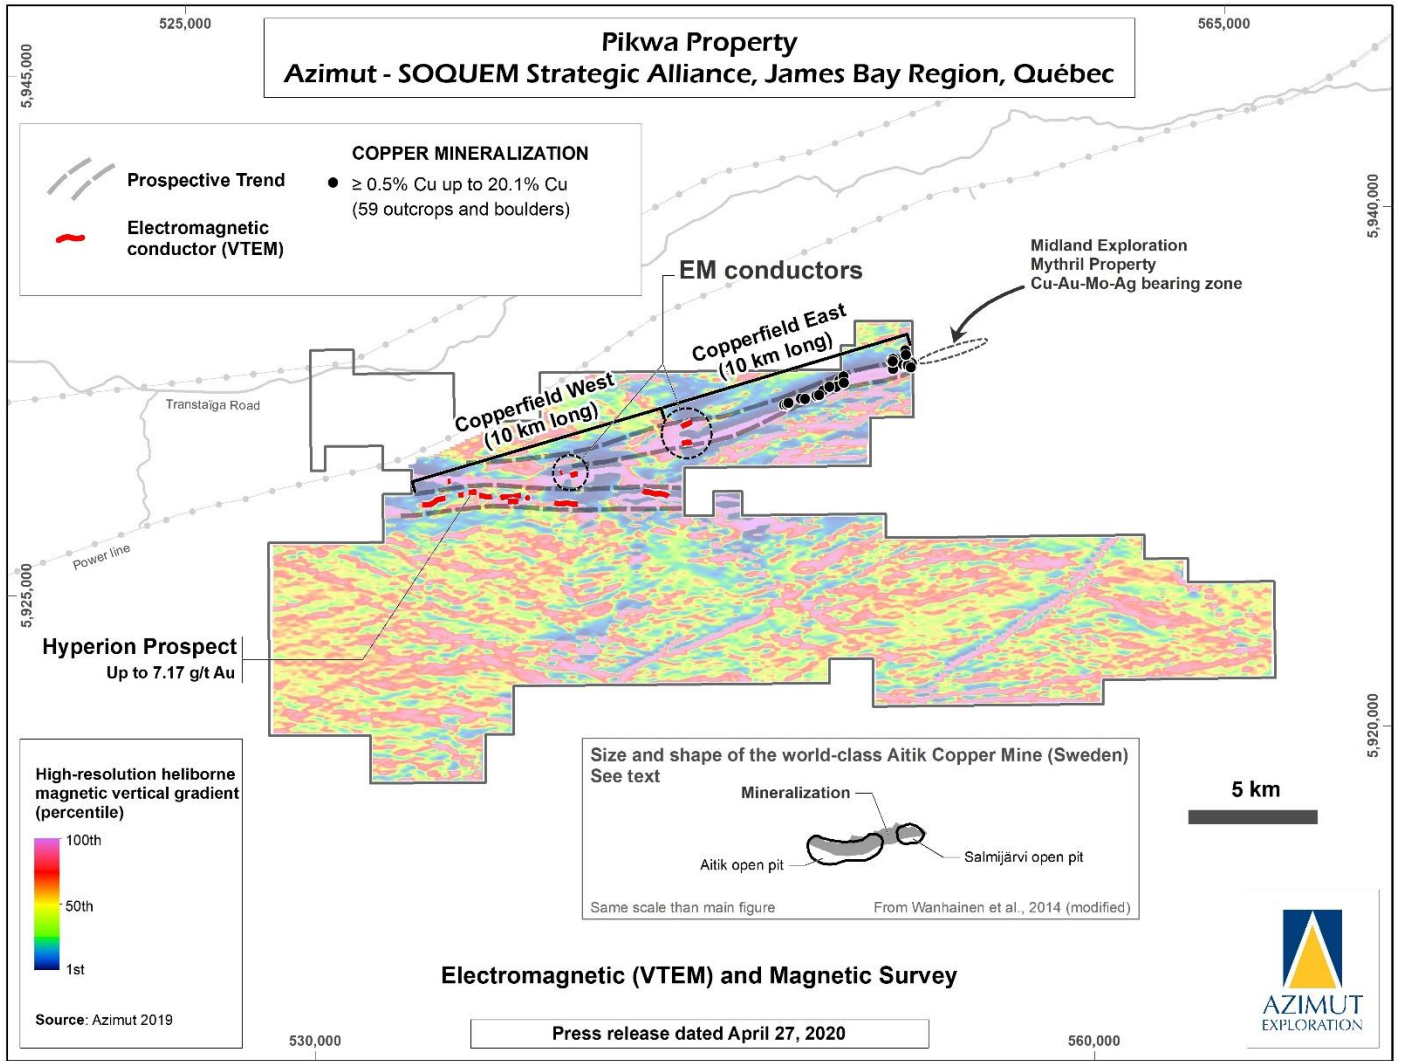 525,000
565,000
5,945,000
Pikwa Property
Azimut - SOQUEM Strategic Alliance, James Bay Region, Québec
Prospective Trend
Electromagnetic
conductor (VTEM)
COPPER MINERALIZATION
≥ 0.5% Cu up to 20.1% Cu
(59 outcrops and boulders)
5,940,000
EM conductors
Midland Exploration
Mythril Property
Cu-Au-Mo-Ag bearing zone
Copperfield East
(10 km long)
Copperfield West
(10 km long)
Transtaïga Road
Power line
5,925,000
Hyperion Prospect
Up to 7.17 g/t Au
5,920,000
High-resolution heliborne
magnetic vertical gradient
(percentile)
100th
50th
1st
Source: Azimut 2019
Size and shape of the world-class Aitik Copper Mine (Sweden)
See text
Mineralization
Aitik open pit
Salmijärvi open pit
Same scale than main figure
From Wanhainen et al., 2014 (modified)
5 km
Electromagnetic (VTEM) and Magnetic Survey
AZIMUT
EXPLORATION
Press release dated April 27, 2020
530,000
560,000